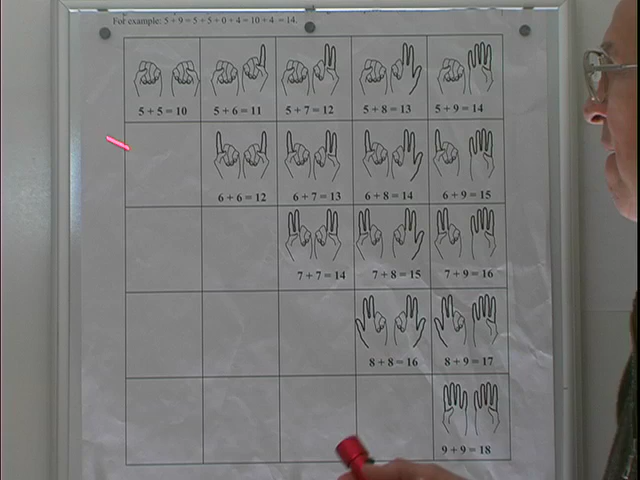 For example: 5 + 9 = 5 + 5 + 0 + 4 = 10 + 4 = 14.
5 + 5 = 10
5 + 6 = 11
5 + 7 = 12
5 + 8 = 13
5 + 9 = 14
6 + 6 = 12
6 + 7 = 13
6 + 8 = 14
6 + 9 = 15
7 + 7 = 14
7 + 8 = 15
7 + 9 = 16
8 + 8 = 16
8 + 9 = 17
9 + 9 = 18